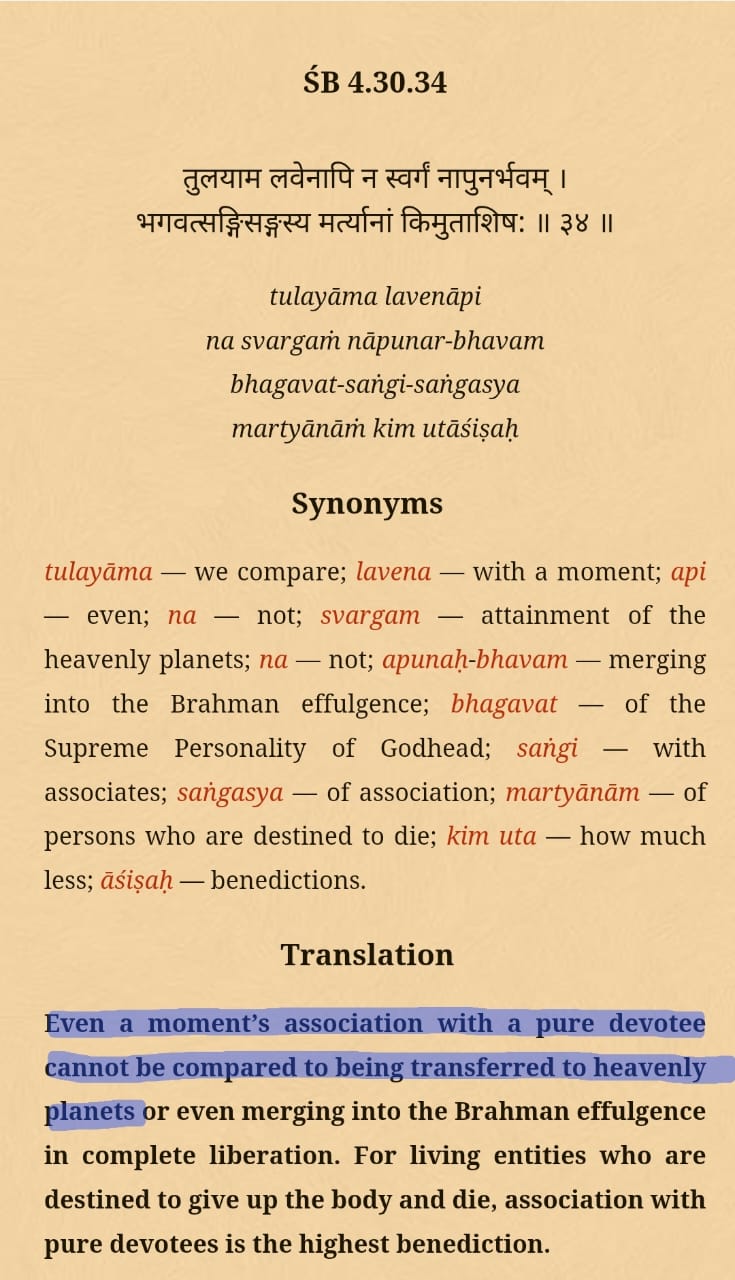 ŚB 4.30.34
तुलयाम लवेनापि न स्वर्गं नापुनर्भवम् ।
भगवत्सङ्गिसङ्गस्य मर्त्यानां किमुताशिष: ॥ ३४ ॥
tulayāma lavenāpi
na svargaṁ nāpunar-bhavam
bhagavat-saṅgi-saṅgasya
martyānāṁ kim utāśiṣaḥ
Synonyms
tulayāma — we compare; lavena — with a moment; api
— even; na — not; svargam — attainment of the
heavenly planets; na — not; apunaḥ-bhavam — merging
into the Brahman effulgence; bhagavat — of the
Supreme Personality of Godhead; saṅgi — with
associates; saṅgasya — of association; martyānām — of
persons who are destined to die; kim uta — how much
less; āśiṣaḥ — benedictions.
Translation
Even a moment’s association with a pure devotee
cannot be compared to being transferred to heavenly
planets or even merging into the Brahman effulgence
in complete liberation. For living entities who are
destined to give up the body and die, association with
pure devotees is the highest benediction.